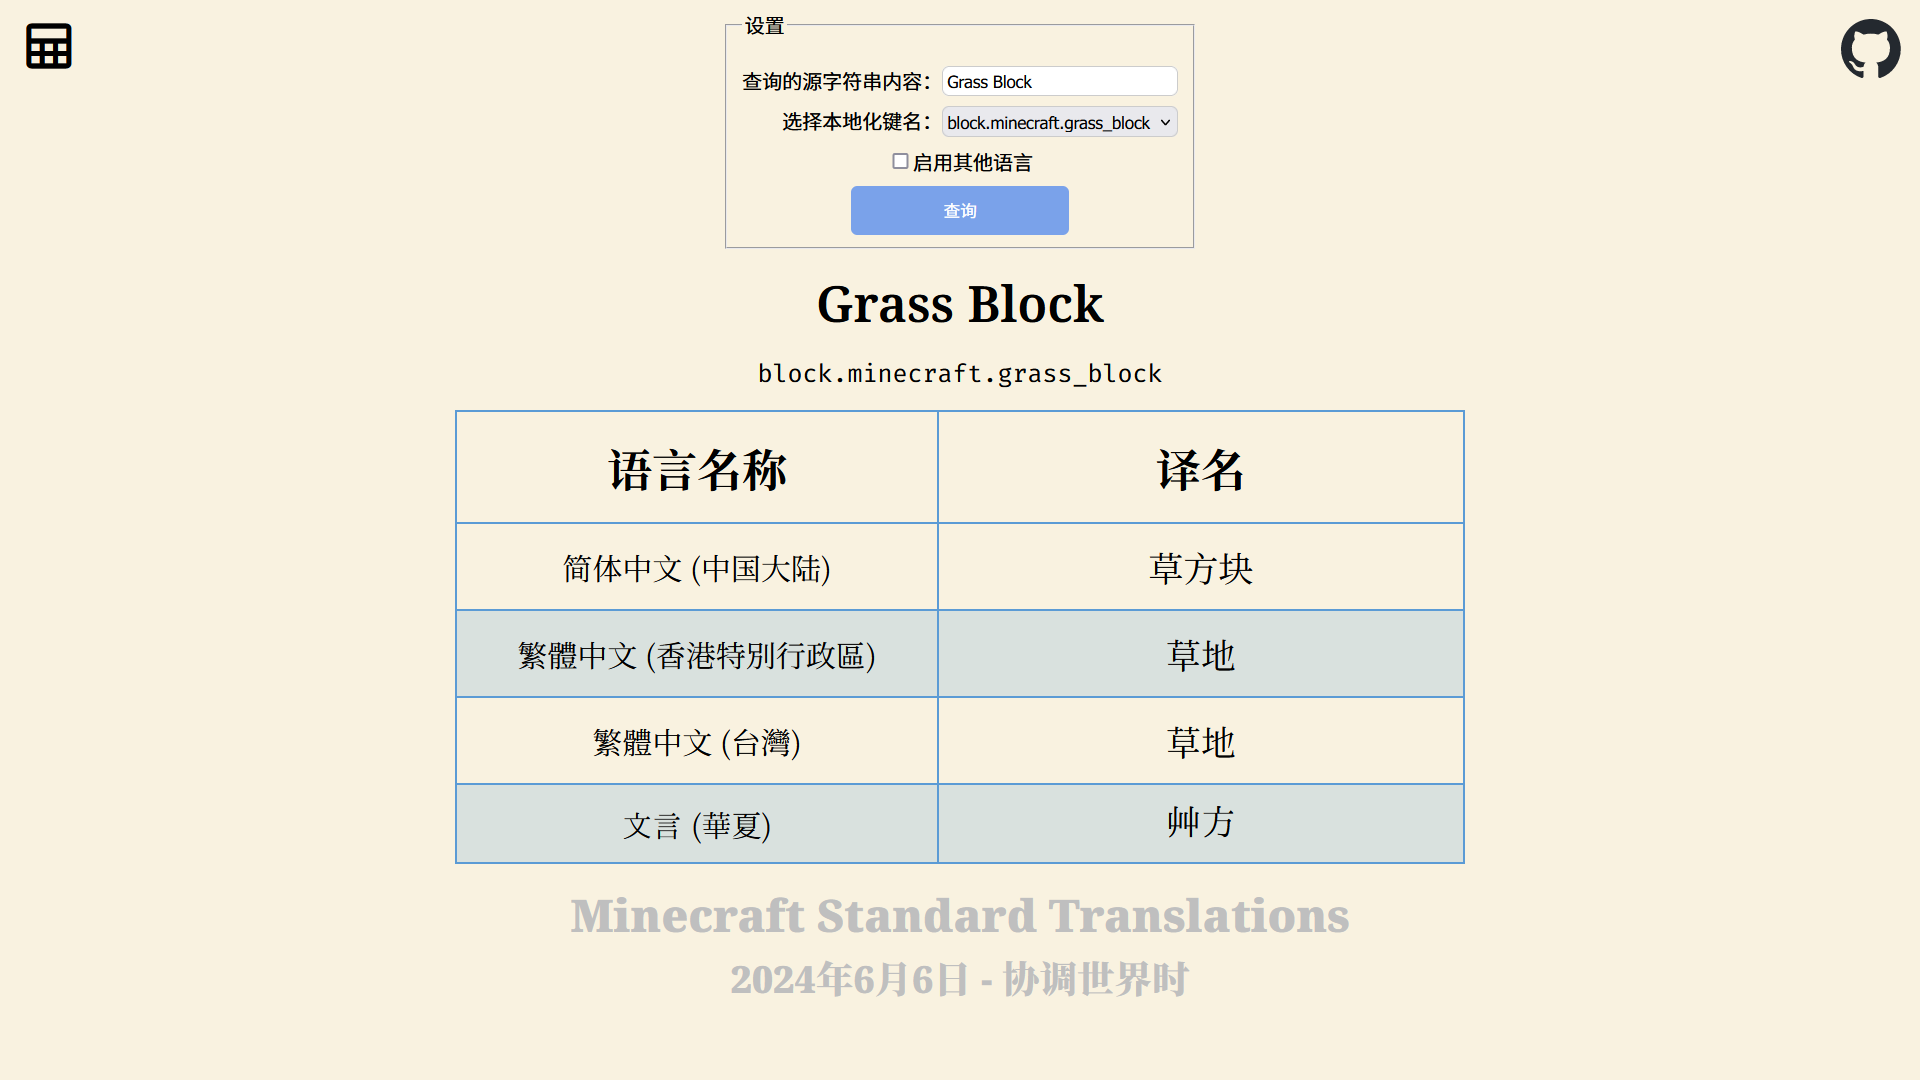 设置
查询的源字符串内容： Grass Block
选择本地化键名： block.minecraft.grass_block
启用其他语言
查询
Grass Block
block.minecraft.grass_block
语言名称 译名
简体中文 (中国大陆) 草方块
繁體中文 (香港特別行政區) 草地
繁體中文 (台灣) 草地
文言 (華夏) 艸方
Minecraft Standard Translations
2024年6月6日 - 协调世界时